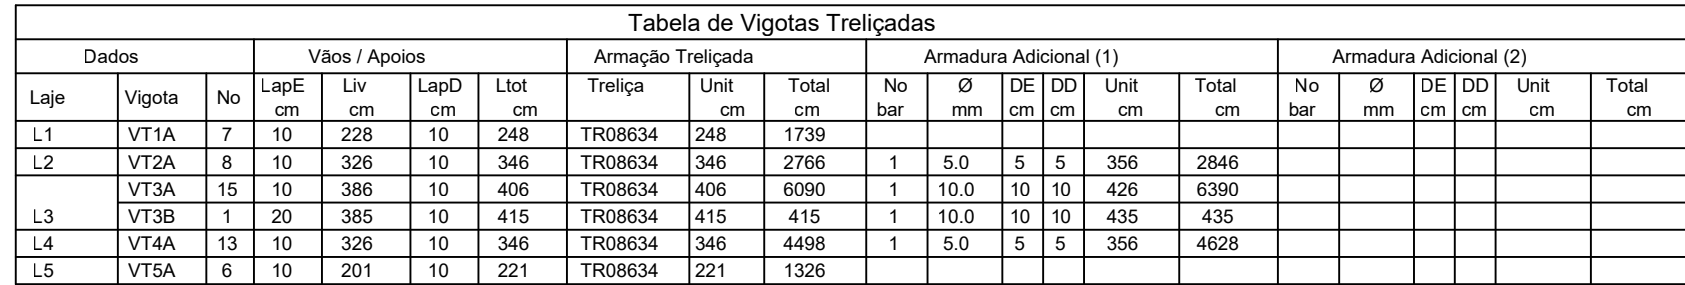 Tabela de Vigotas Treliçadas
Dados Vãos / Apoios Armação Treliçada Armadura Adicional (1) Armadura Adicional (2)
Laje Vigota No LapE cm Liv cm LapD cm Ltot cm Treliça Unit cm Total cm No bar Ø mm DE cm DD cm Unit cm Total cm No bar Ø mm DE cm DD cm Unit cm Total cm
L1 VT1A 7 10 228 10 248 TR08634 248 1739
L2 VT2A 8 10 326 10 346 TR08634 346 2766 1 5.0 5 5 356 2846
VT3A 15 10 386 10 406 TR08634 406 6090 1 10.0 10 10 426 6390
L3 VT3B 1 20 385 10 415 TR08634 415 415 1 10.0 10 10 435 435
L4 VT4A 13 10 326 10 346 TR08634 346 4498 1 5.0 5 5 356 4628
L5 VT5A 6 10 201 10 221 TR08634 221 1326